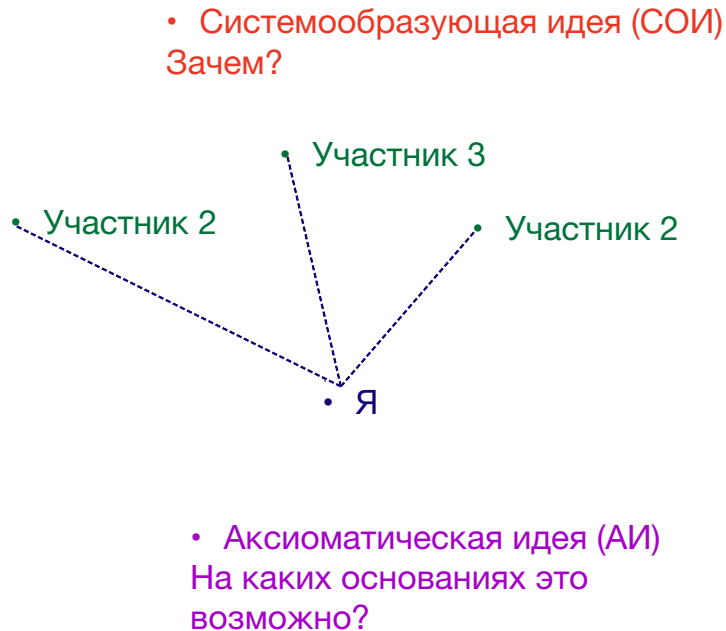 • Системообразующая идея (СОИ)
Зачем?
• Участник 3
• Участник 2
• Участник 2
• Я
• Аксиоматическая идея (АИ)
На каких основаниях это
возможно?